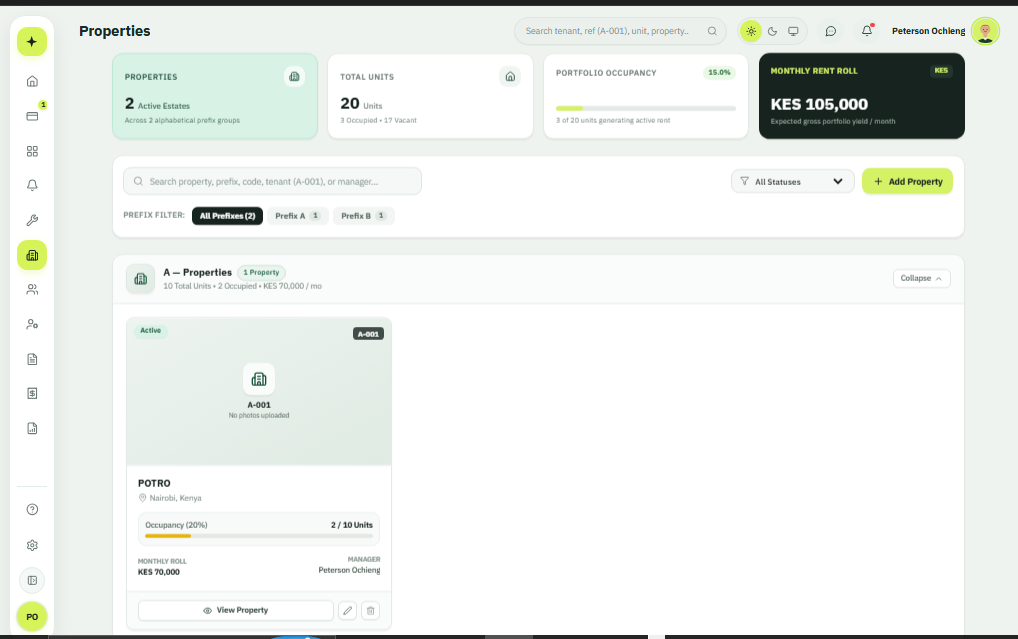 Properties
Search tenant, ref (A-001), unit, property..
Peterson Ochieng
1
PROPERTIES
2 Active Estates
Across 2 alphabetical prefix groups
TOTAL UNITS
20 Units
3 Occupied • 17 Vacant
PORTFOLIO OCCUPANCY
15.0%
3 of 20 units generating active rent
MONTHLY RENT ROLL
KES
KES 105,000
Expected gross portfolio yield / month
Search property, prefix, code, tenant (A-001), or manager...
All Statuses
+ Add Property
PREFIX FILTER:
All Prefixes (2)
Prefix A 1
Prefix B 1
A — Properties
1 Property
10 Total Units • 2 Occupied • KES 70,000 / mo
Collapse
Active
A-001
A-001
No photos uploaded
POTRO
Nairobi, Kenya
Occupancy (20%)
2 / 10 Units
MONTHLY ROLL
KES 70,000
MANAGER
Peterson Ochieng
View Property
PO